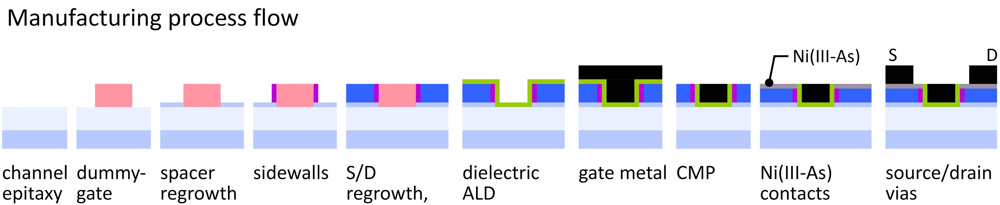 Manufacturing process flow
Ni(III-As)
S
D
channel
epitaxy
dummy-
gate
spacer
regrowth
sidewalls
S/D
regrowth,
dielectric
ALD
gate metal
CMP
Ni(III-As)
contacts
source/drain
vias